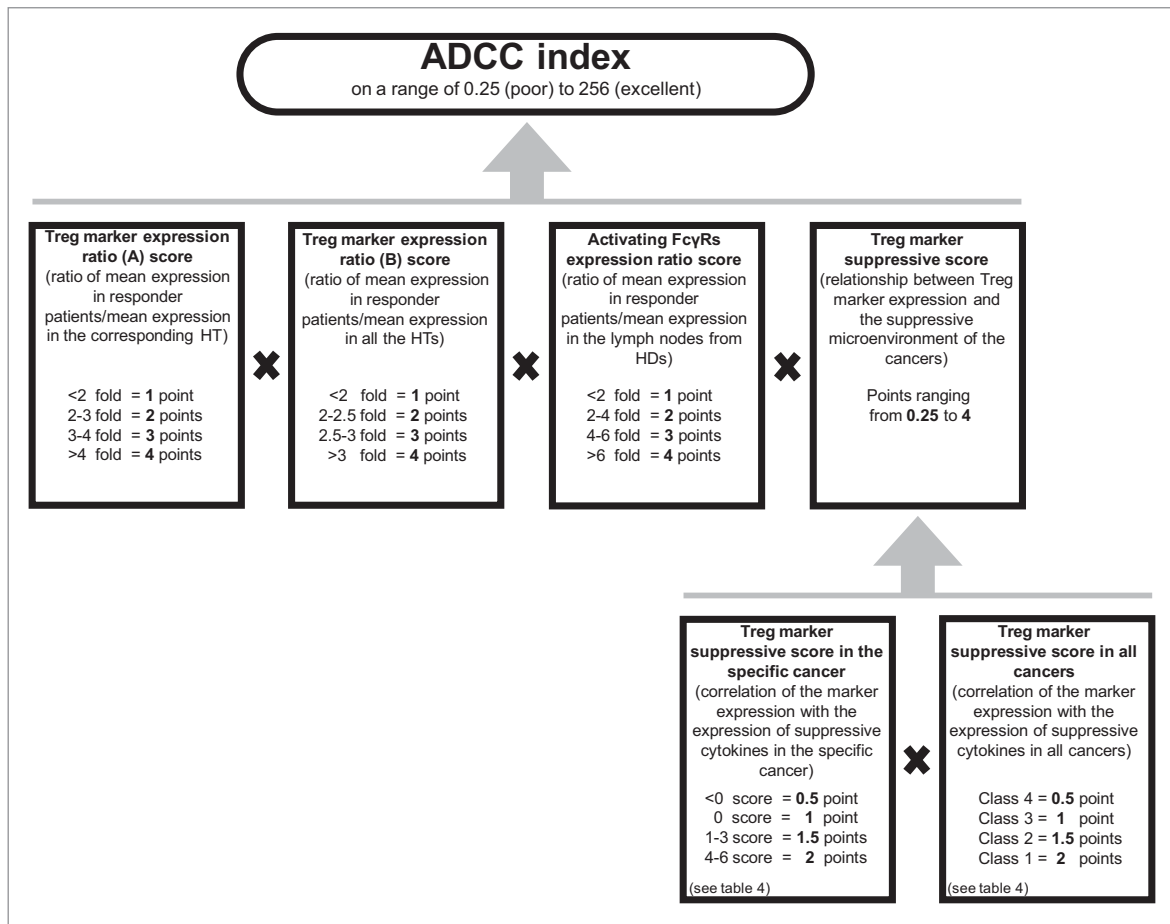 ADCC index
on a range of 0.25 (poor) to 256 (excellent)
Treg marker expression
ratio (A) score
(ratio of mean expression
in responder
patients/mean expression
in the corresponding HT)
<2 fold = 1 point
2-3 fold = 2 points
3-4 fold = 3 points
>4 fold = 4 points
Treg marker expression
ratio (B) score
(ratio of mean expression
in responder
patients/mean expression
in all the HTs)
<2 fold = 1 point
2-2.5 fold = 2 points
2.5-3 fold = 3 points
>3 fold = 4 points
Activating FcγRs
expression ratio score
(ratio of mean expression
in responder
patients/mean expression
in the lymph nodes from
HDs)
<2 fold = 1 point
2-4 fold = 2 points
4-6 fold = 3 points
>6 fold = 4 points
Treg marker
suppressive score
(relationship between Treg
marker expression and
the suppressive
microenvironment of the
cancers)
Points ranging
from 0.25 to 4
Treg marker
suppressive score in the
specific cancer
(correlation of the marker
expression with the
expression of suppressive
cytokines in the specific
cancer)
<0 score = 0.5 point
0 score = 1 point
1-3 score = 1.5 points
4-6 score = 2 points
(see table 4)
Treg marker
suppressive score in all
cancers
(correlation of the marker
expression with the
expression of suppressive
cytokines in all cancers)
Class 4 = 0.5 point
Class 3 = 1 point
Class 2 = 1.5 points
Class 1 = 2 points
(see table 4)